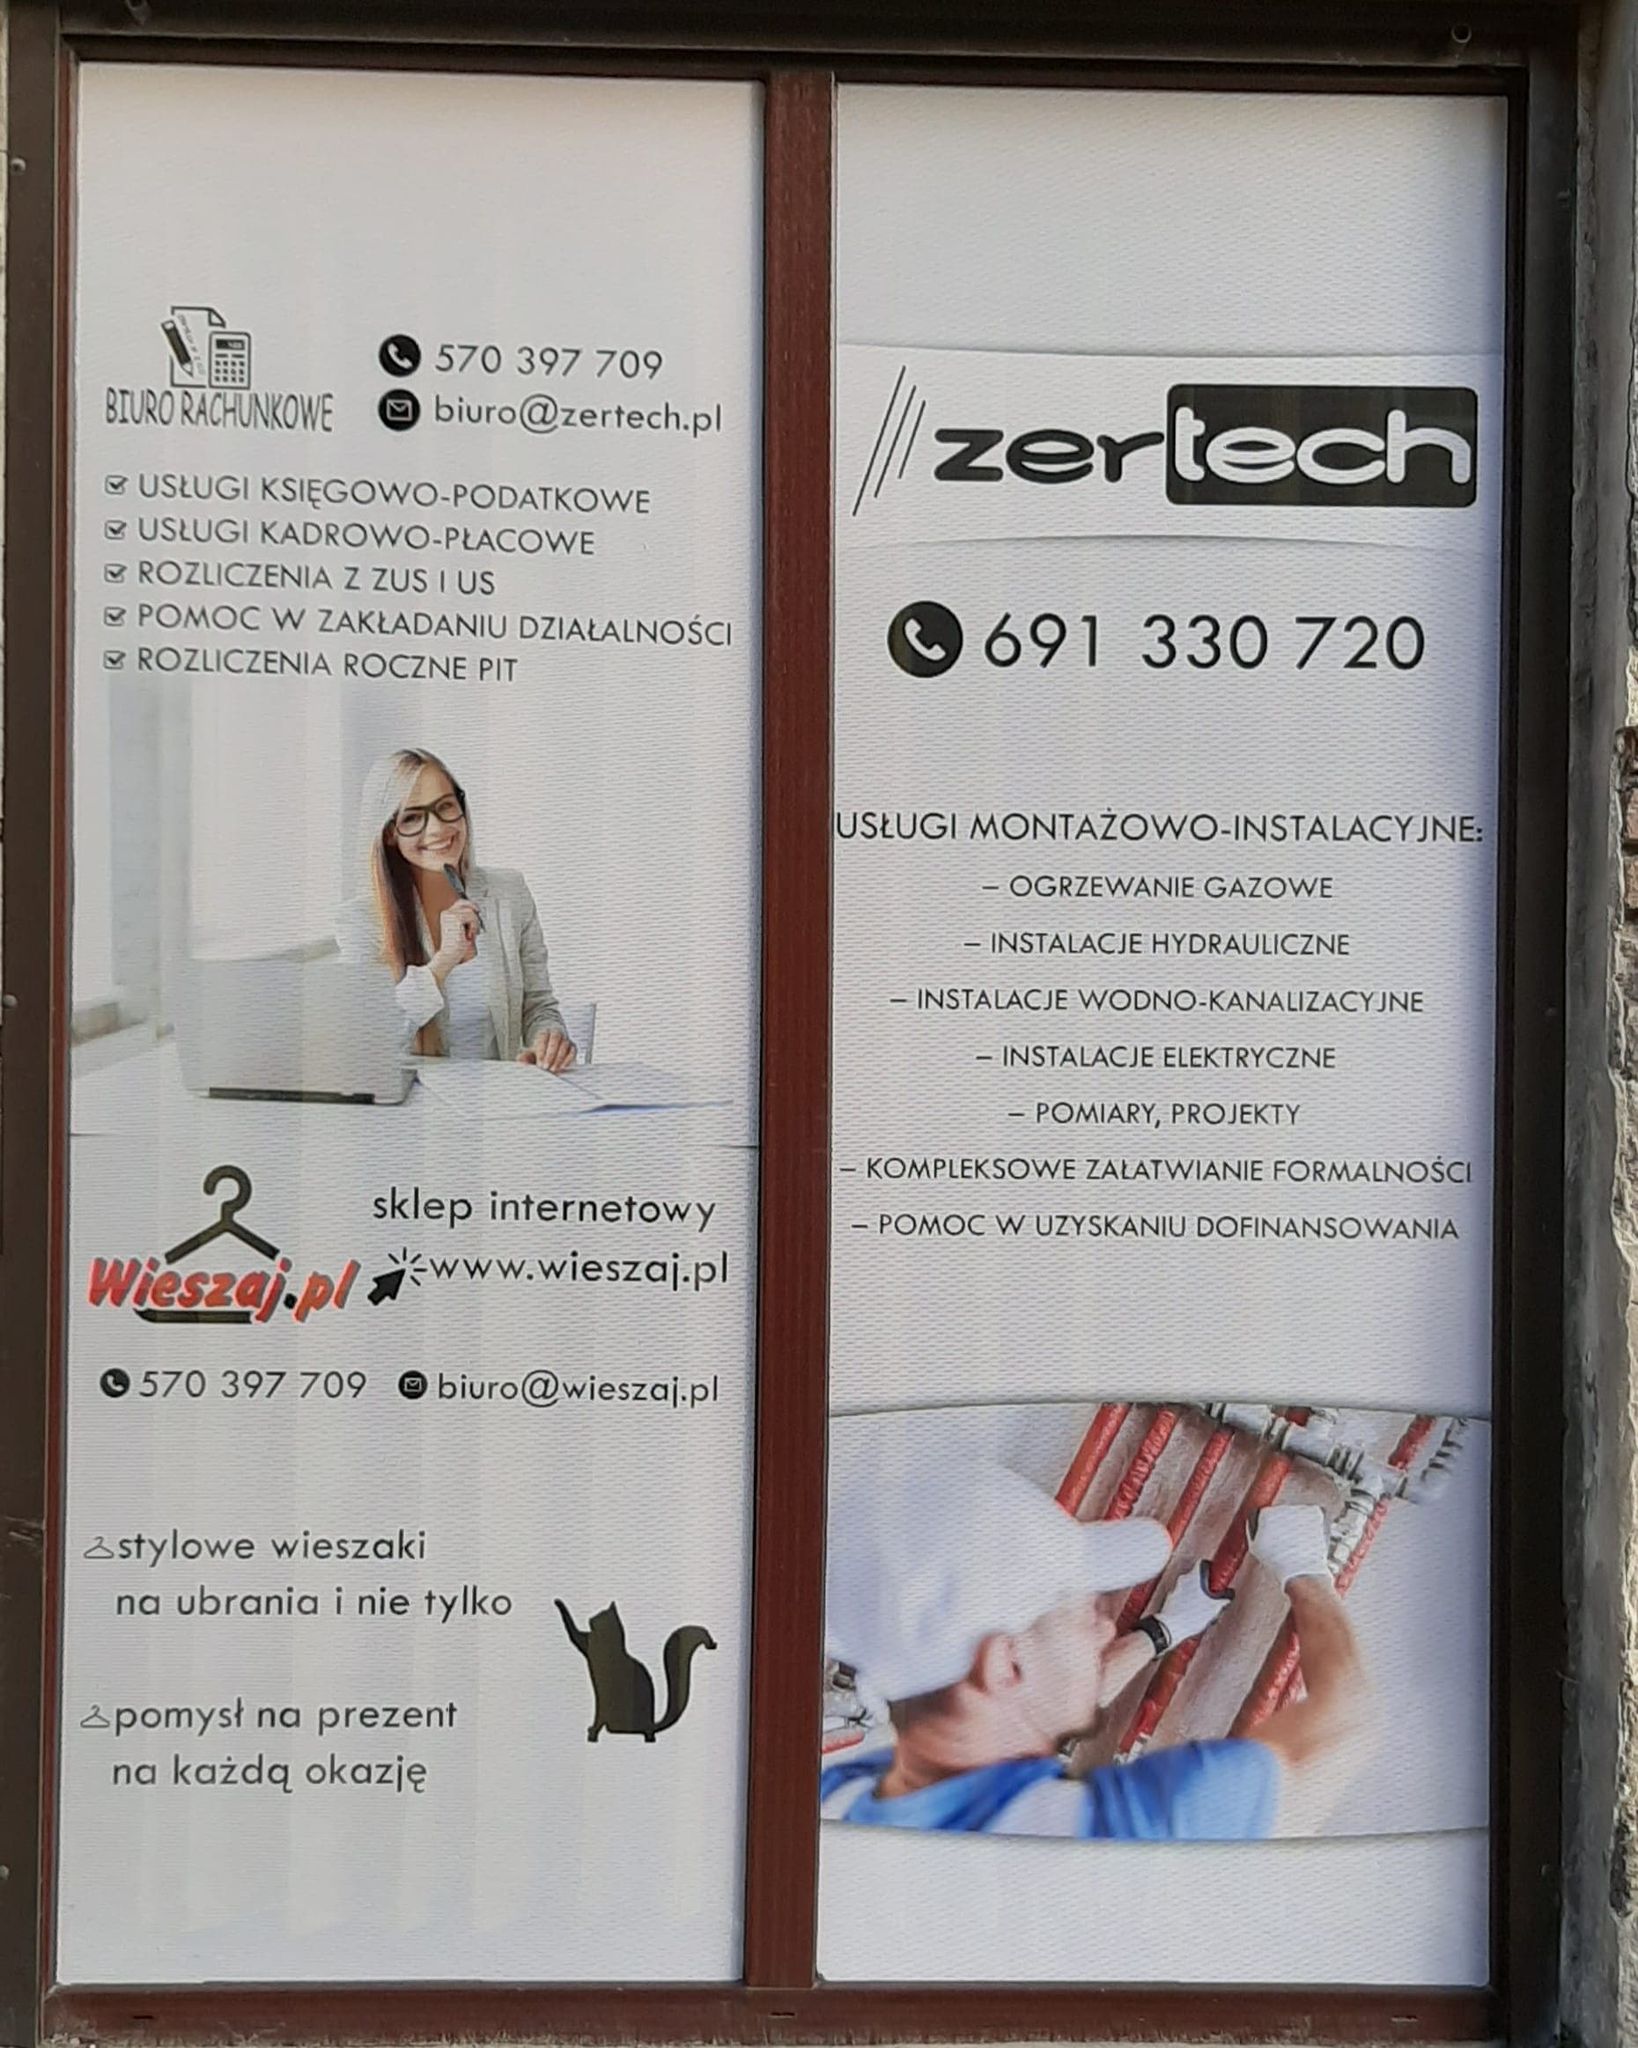 BIURO RACHUNKOWE
570 397 709
biuro@zertech.pl
USŁUGI KSIĘGOWO-PODATKOWE
USŁUGI KADROWO-PŁACOWE
ROZLICZENIA Z ZUS I US
POMOC W ZAKŁADANIU DZIAŁALNOŚCI
ROZLICZENIA ROCZNE PIT
Wieszaj.pl
sklep internetowy
www.wieszaj.pl
570 397 709 biuro@wieszaj.pl
stylowe wieszaki
na ubrania i nie tylko
pomysł na prezent
na każdą okazję
zertech
691 330 720
USŁUGI MONTAŻOWO-INSTALACYJNE:
– OGRZEWANIE GAZOWE
– INSTALACJE HYDRAULICZNE
– INSTALACJE WODNO-KANALIZACYJNE
– INSTALACJE ELEKTRYCZNE
– POMIARY, PROJEKTY
– KOMPLEKSOWE ZAŁATWIANIE FORMALNOŚCI
– POMOC W UZYSKANIU DOFINANSOWANIA